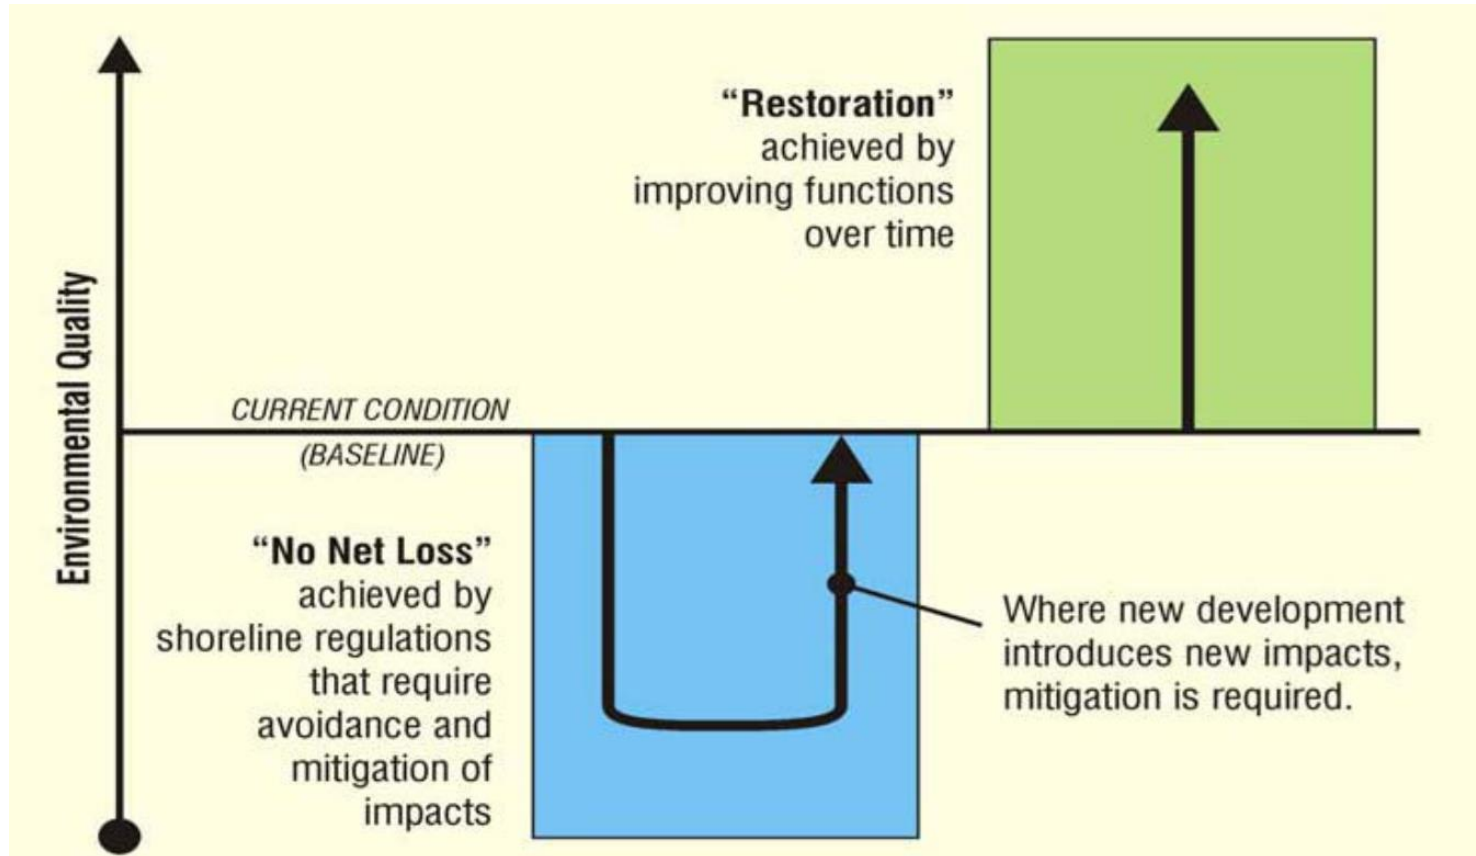 “Restoration”
achieved by
improving functions
over time
Environmental Quality
CURRENT CONDITION
(BASELINE)
“No Net Loss”
achieved by
shoreline regulations
that require
avoidance and
mitigation of
impacts
Where new development
introduces new impacts,
mitigation is required.